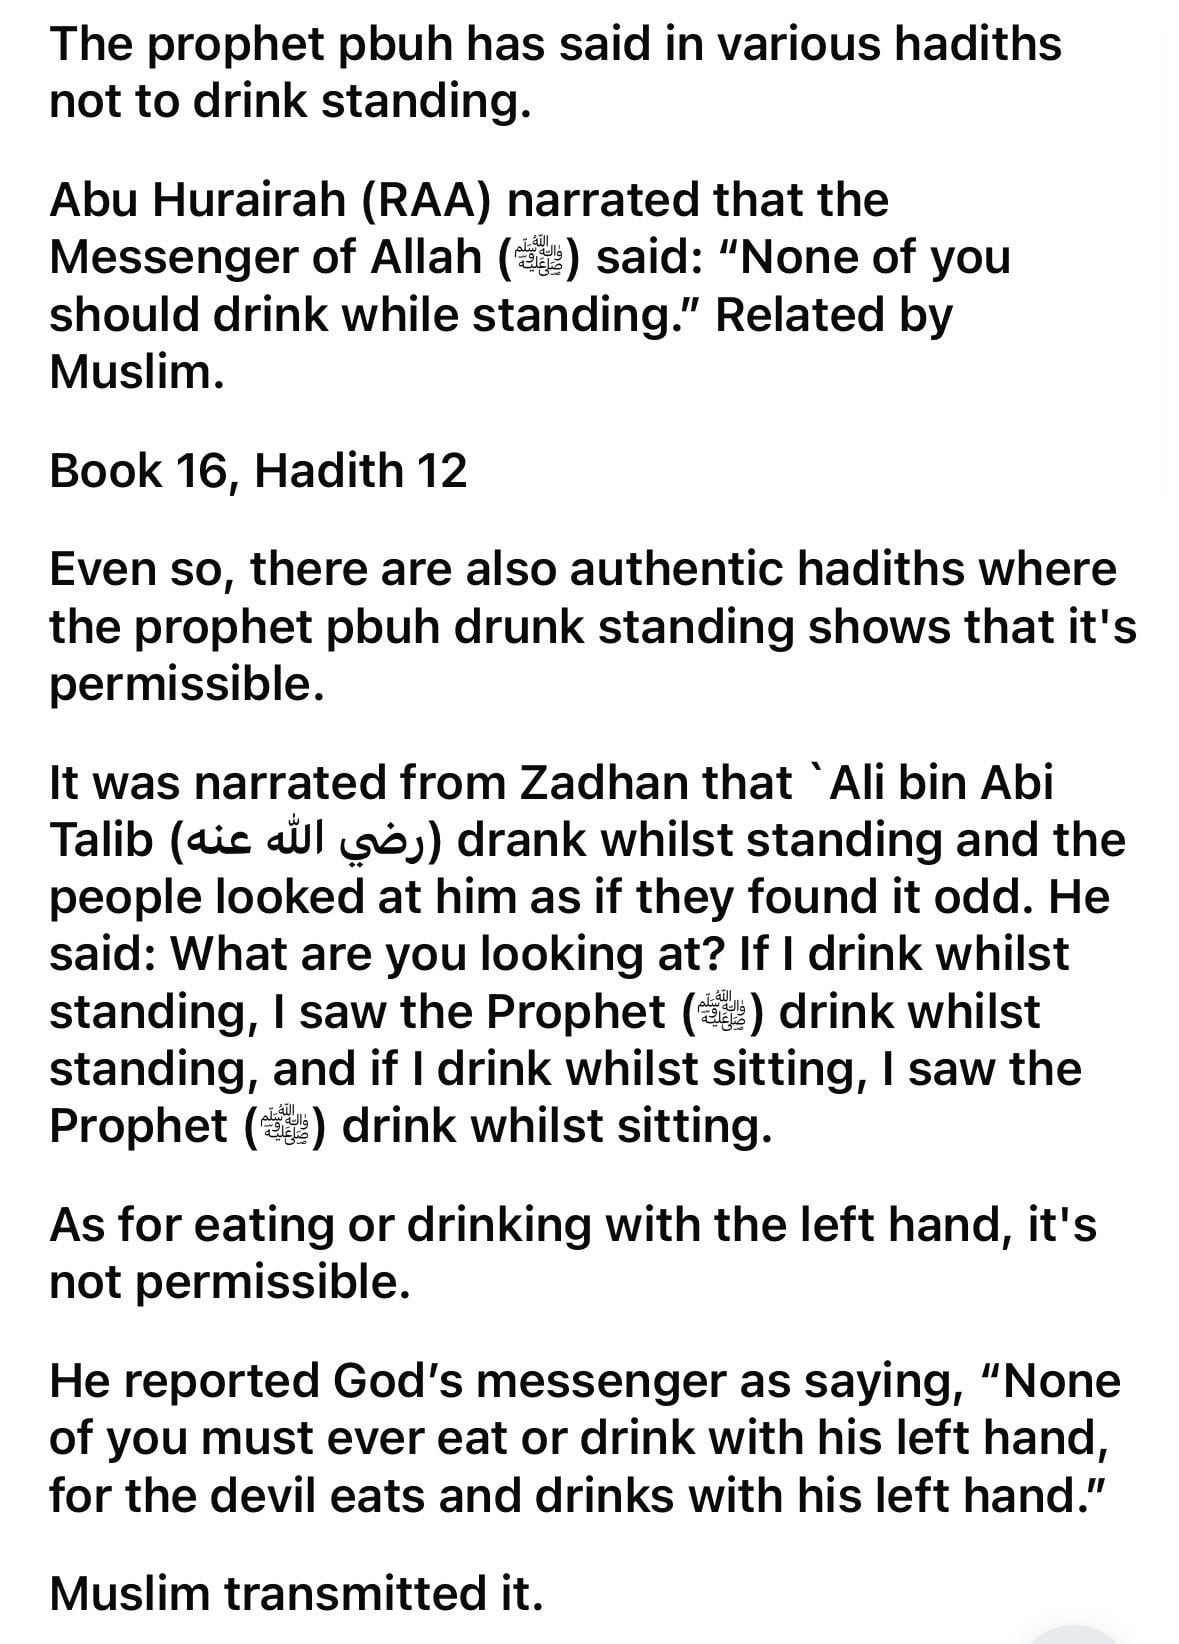 The prophet pbuh has said in various hadiths
not to drink standing.
Abu Hurairah (RAA) narrated that the
Messenger of Allah (ﷺ) said: “None of you
should drink while standing.” Related by
Muslim.
Book 16, Hadith 12
Even so, there are also authentic hadiths where
the prophet pbuh drunk standing shows that it's
permissible.
It was narrated from Zadhan that `Ali bin Abi
Talib (رضي الله عنه) drank whilst standing and the
people looked at him as if they found it odd. He
said: What are you looking at? If I drink whilst
standing, I saw the Prophet (ﷺ) drink whilst
standing, and if I drink whilst sitting, I saw the
Prophet (ﷺ) drink whilst sitting.
As for eating or drinking with the left hand, it's
not permissible.
He reported God’s messenger as saying, “None
of you must ever eat or drink with his left hand,
for the devil eats and drinks with his left hand.”
Muslim transmitted it.